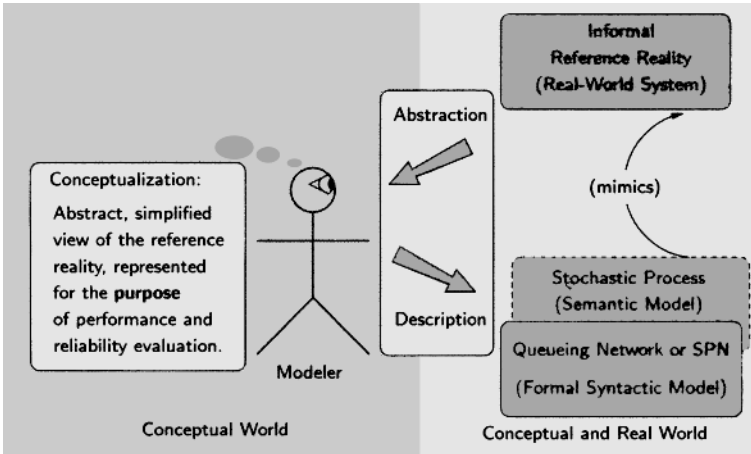 Informal
Reference Reality
(Real-World System)
Abstraction
Conceptualization:
Abstract, simplified
view of the reference
reality, represented
for the purpose
of performance and
reliability evaluation.
(mimics)
Description
Modeler
Stochastic Process
(Semantic Model)
Queueing Network or SPN
(Formal Syntactic Model)
Conceptual World
Conceptual and Real World